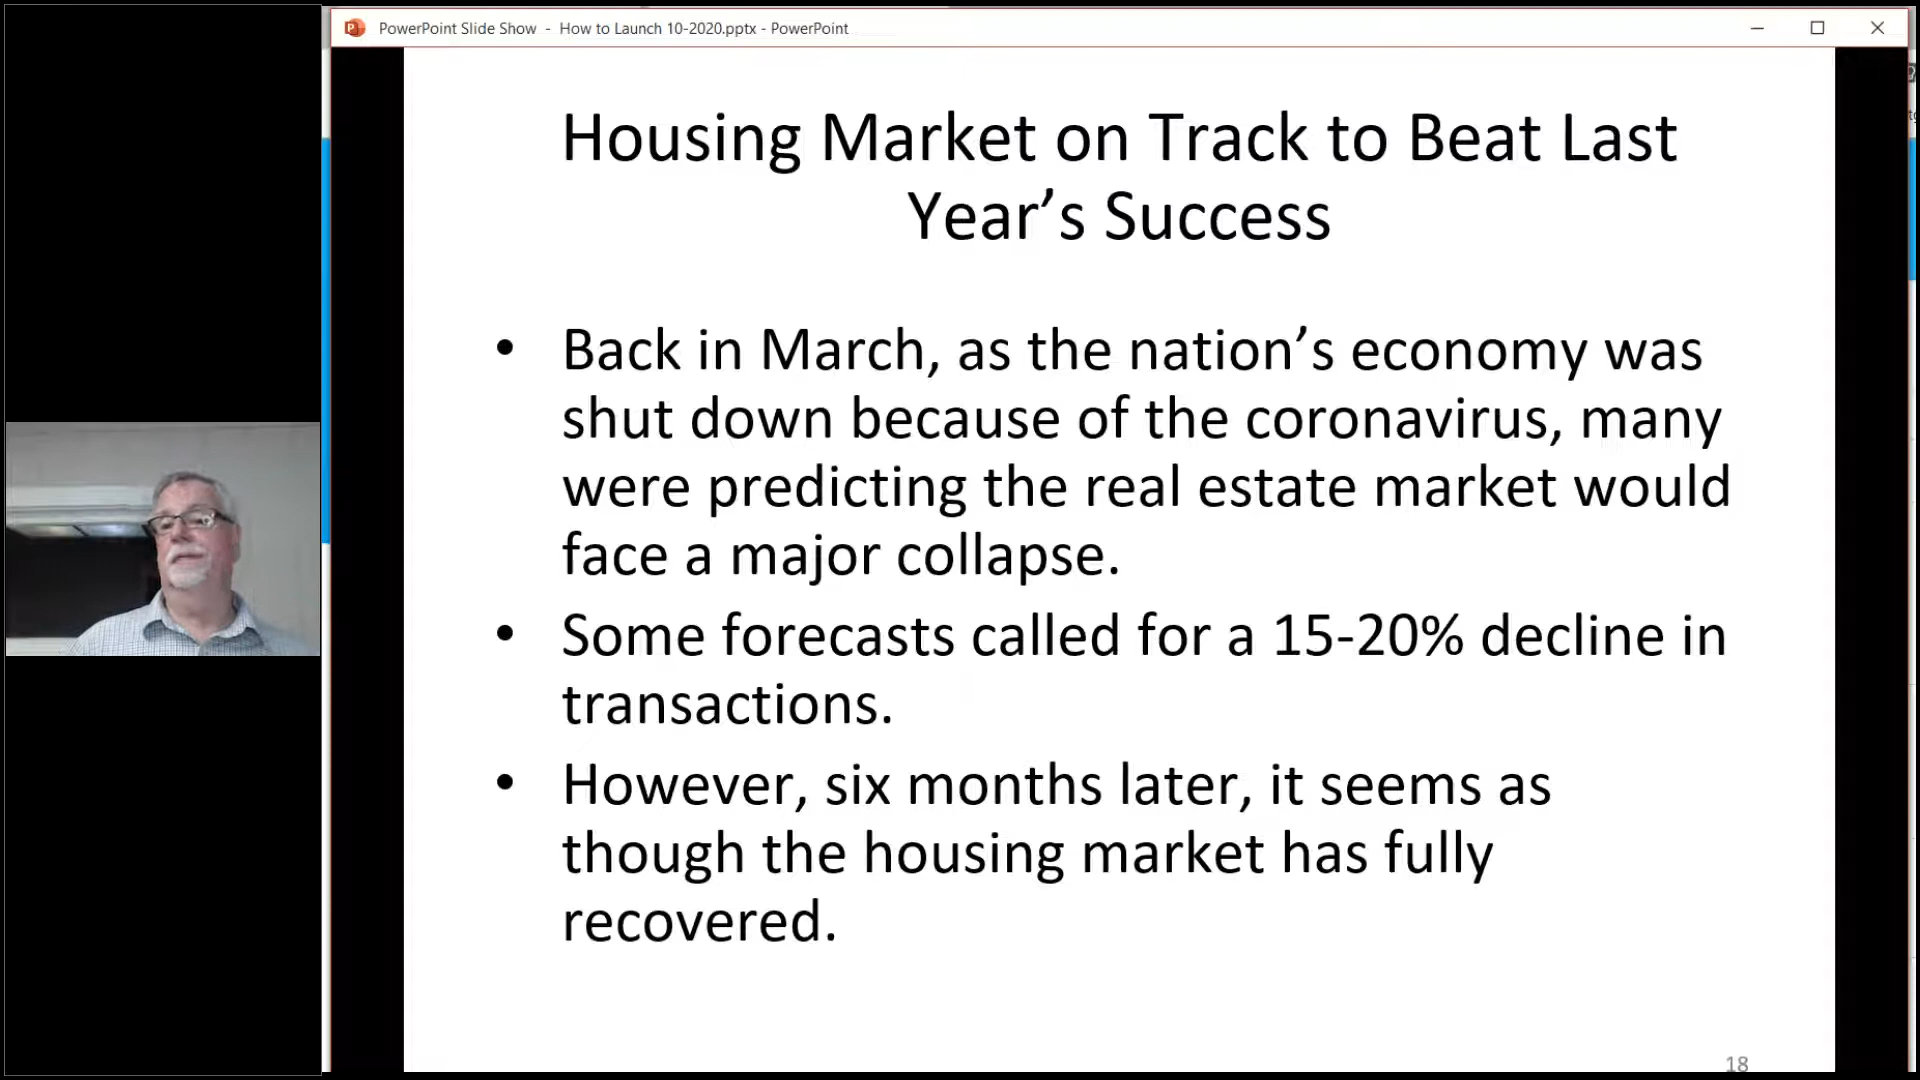 PowerPoint Slide Show - How to Launch 10-2020.pptx - PowerPoint
Housing Market on Track to Beat Last
Year’s Success
• Back in March, as the nation’s economy was
shut down because of the coronavirus, many
were predicting the real estate market would
face a major collapse.
• Some forecasts called for a 15-20% decline in
transactions.
• However, six months later, it seems as
though the housing market has fully
recovered.
18